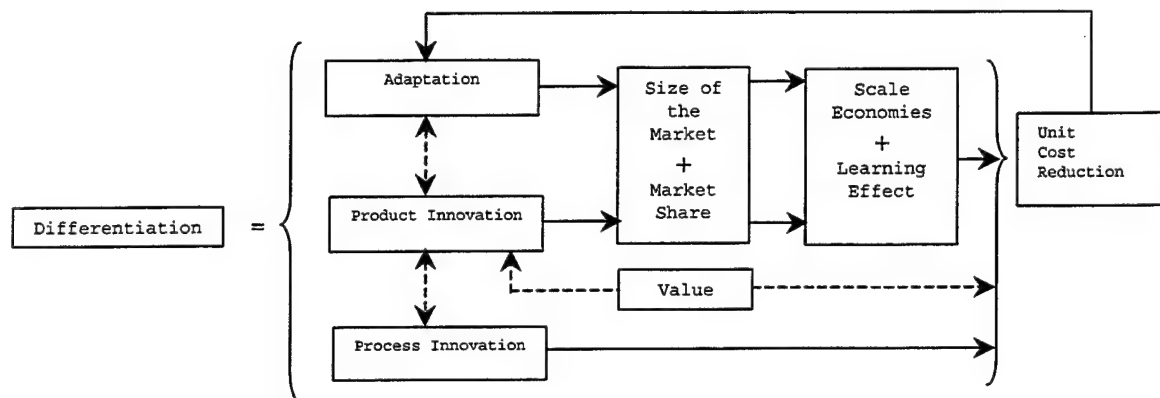 Differentiation
=
Adaptation
Product Innovation
Process Innovation
Size of
the
Market
+
Market
Share
Value
Scale
Economies
+
Learning
Effect
Unit
Cost
Reduction